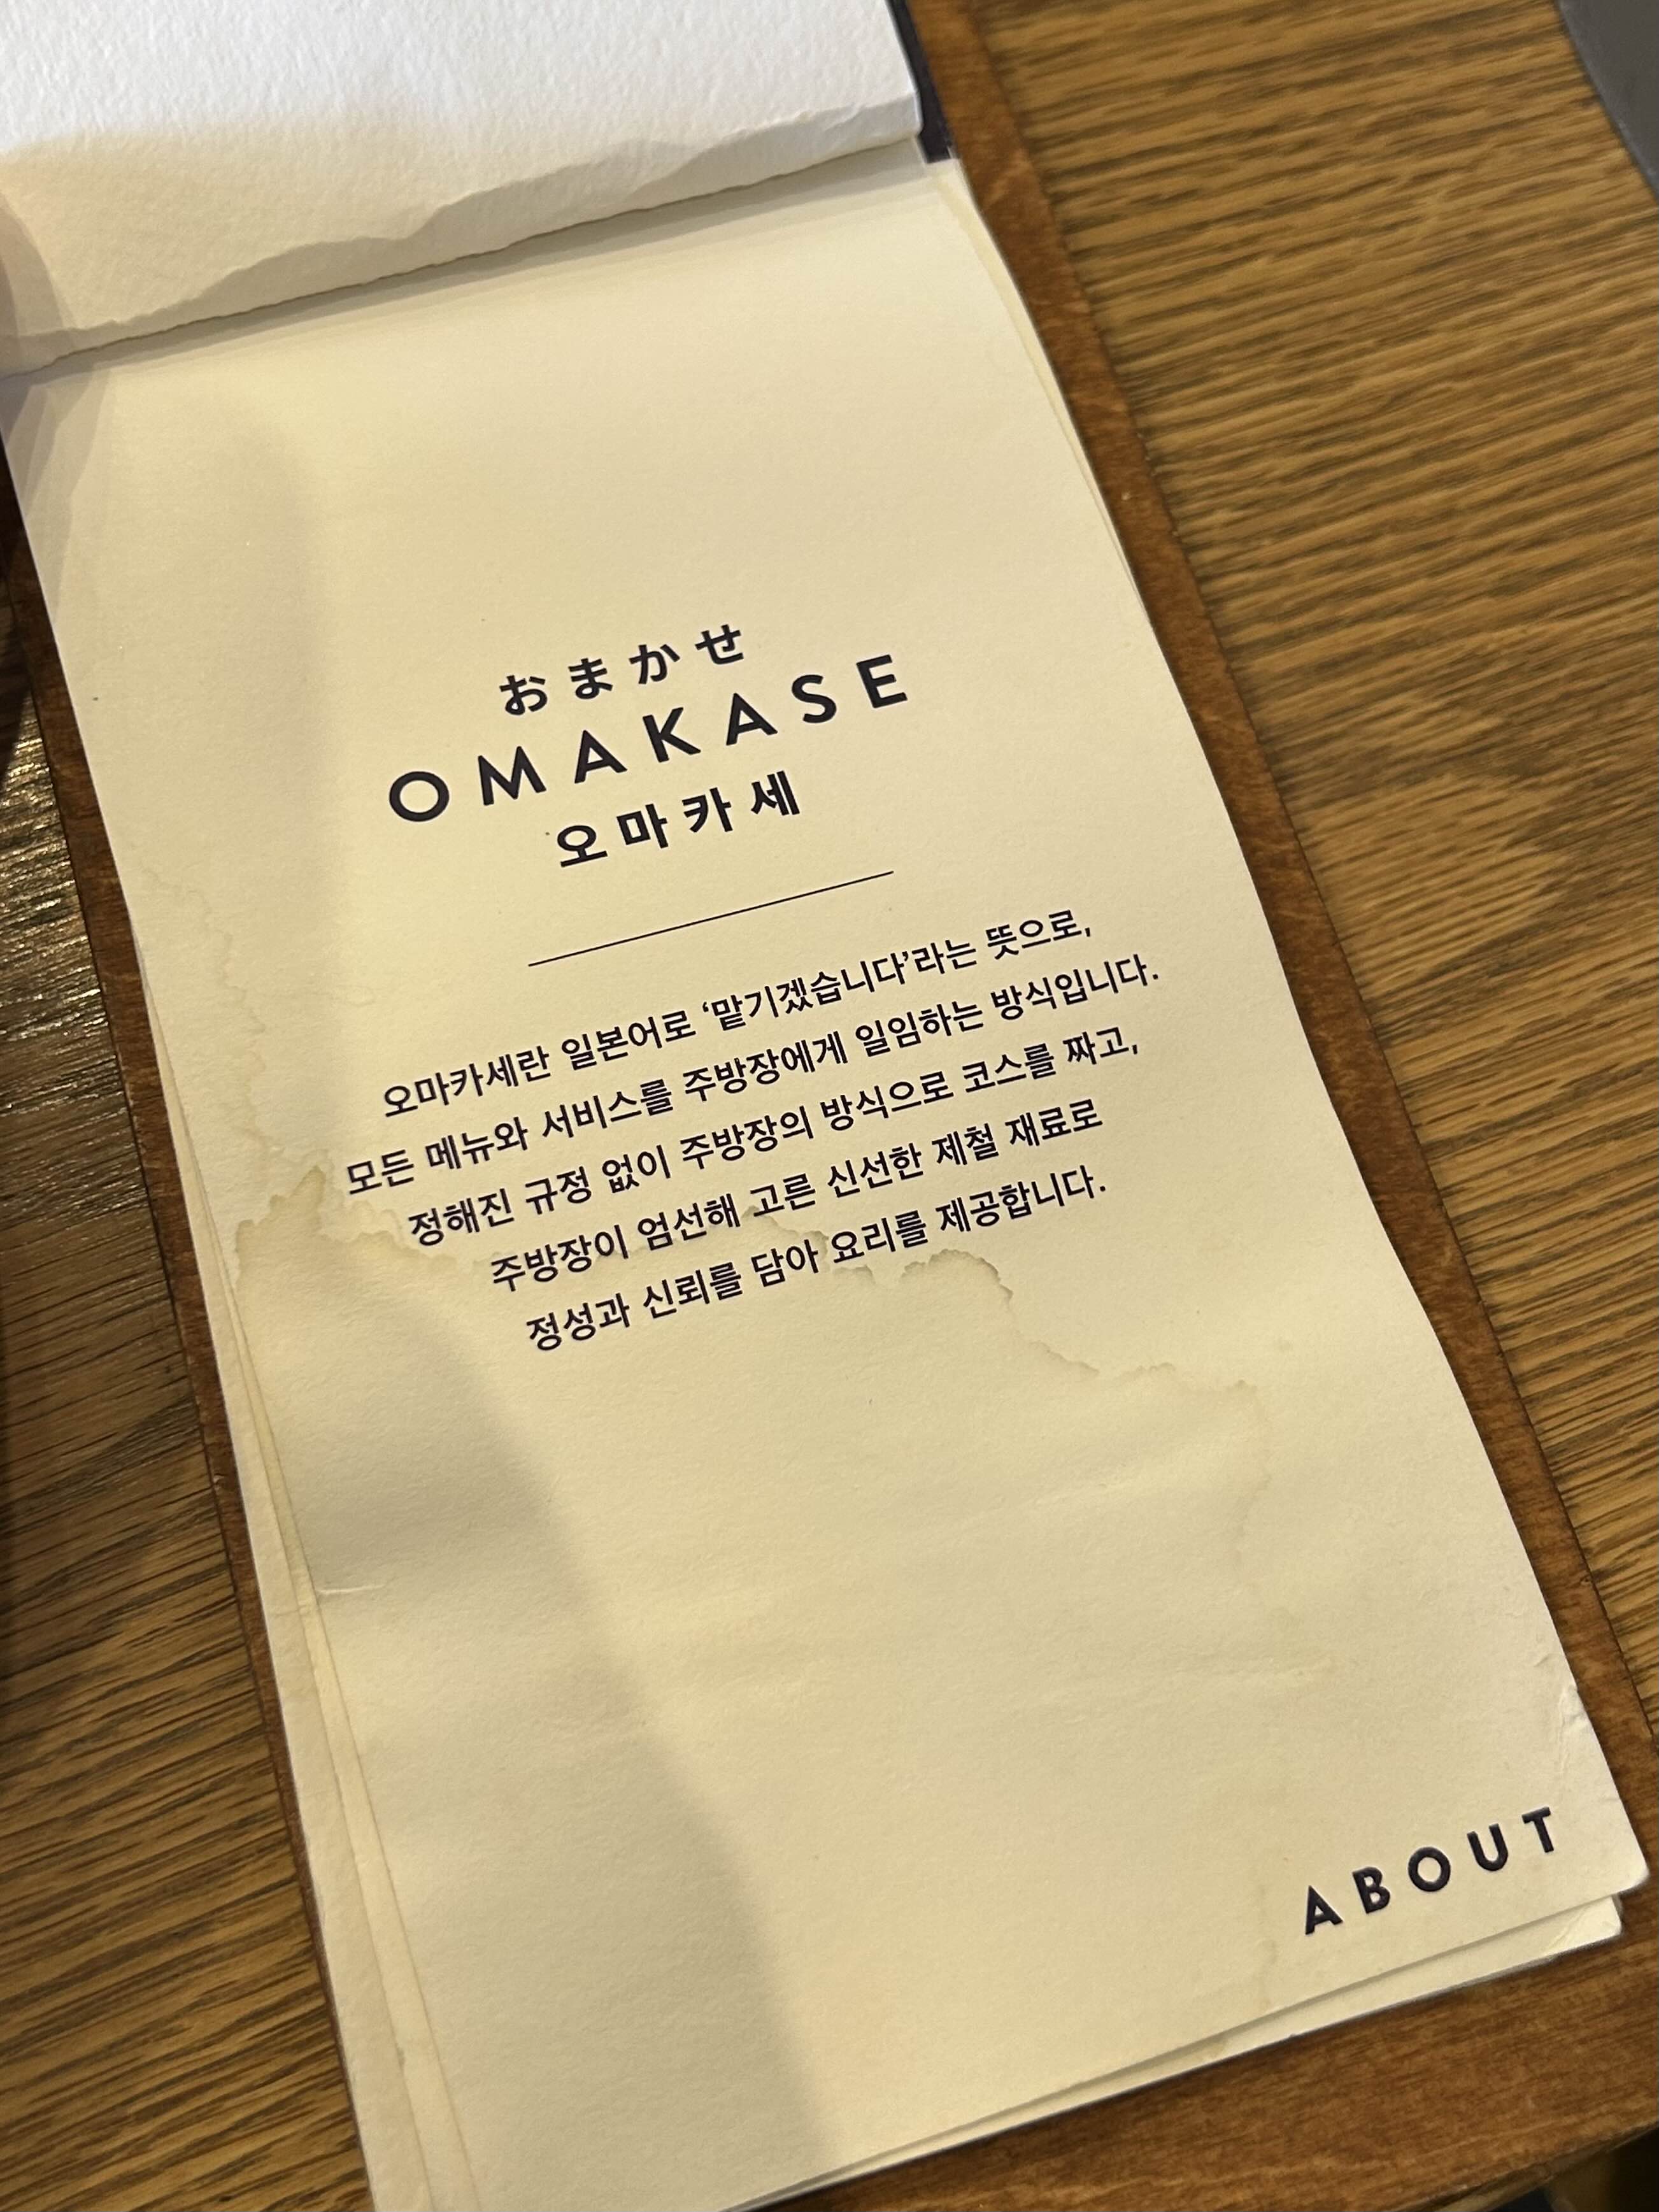 おまかせ
OMAKASE
오마카세
오마카세란 일본어로 ‘맡기겠습니다’라는 뜻으로,
모든 메뉴와 서비스를 주방장에게 일임하는 방식입니다.
정해진 규정 없이 주방장의 방식으로 코스를 짜고,
주방장이 엄선해 고른 신선한 제철 재료로
정성과 신뢰를 담아 요리를 제공합니다.
ABOUT